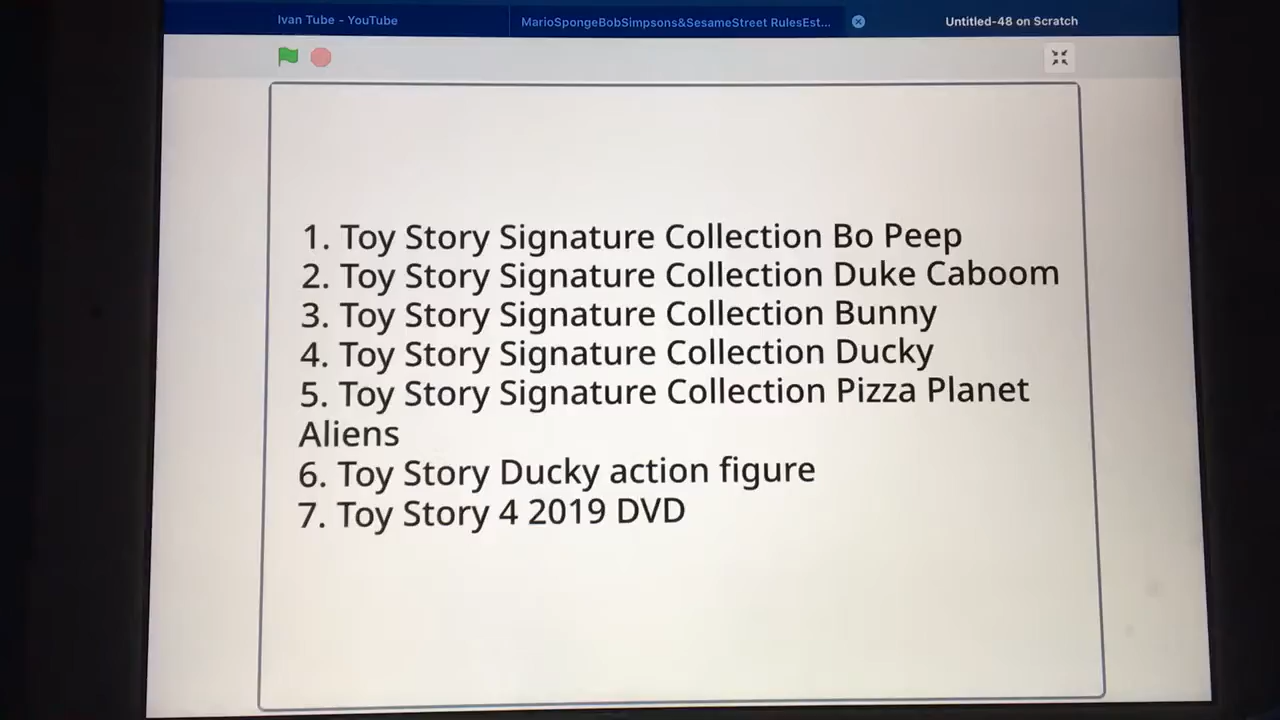 Ivan Tube - YouTube
MarioSpongeBobSimpsons&SesameStreet RulesEst...
Untitled-48 on Scratch
1. Toy Story Signature Collection Bo Peep
2. Toy Story Signature Collection Duke Caboom
3. Toy Story Signature Collection Bunny
4. Toy Story Signature Collection Ducky
5. Toy Story Signature Collection Pizza Planet
Aliens
6. Toy Story Ducky action figure
7. Toy Story 4 2019 DVD